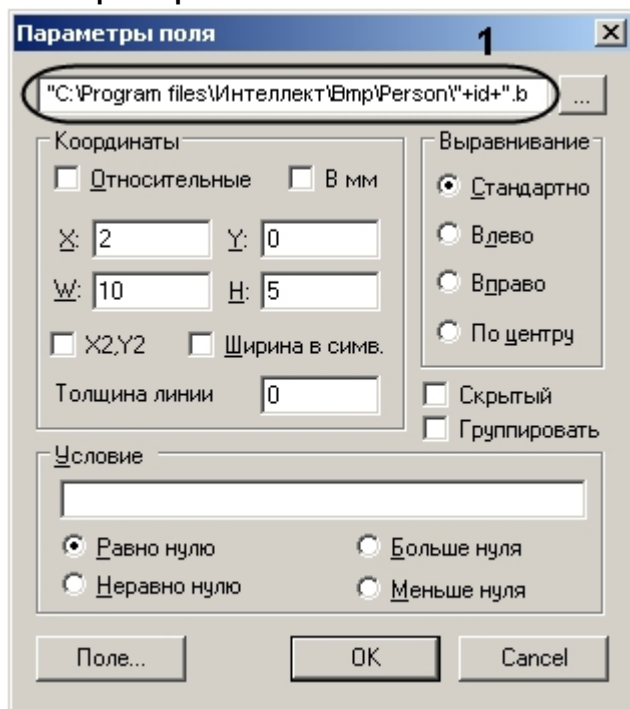 Параметры поля
1
"C:\Program files\Интеллект\Bmp\Person\"+id+".b ...
Координаты
Выравнивание
Относительные В мм
Стандартно
X: 2 Y: 0
Влево
W: 10 H: 5
Вправо
X2,Y2 Ширина в симв.
По центру
Толщина линии 0
Скрытый
Группировать
Условие
Равно нулю Больше нуля
Неравно нулю Меньше нуля
Поле... OK Cancel